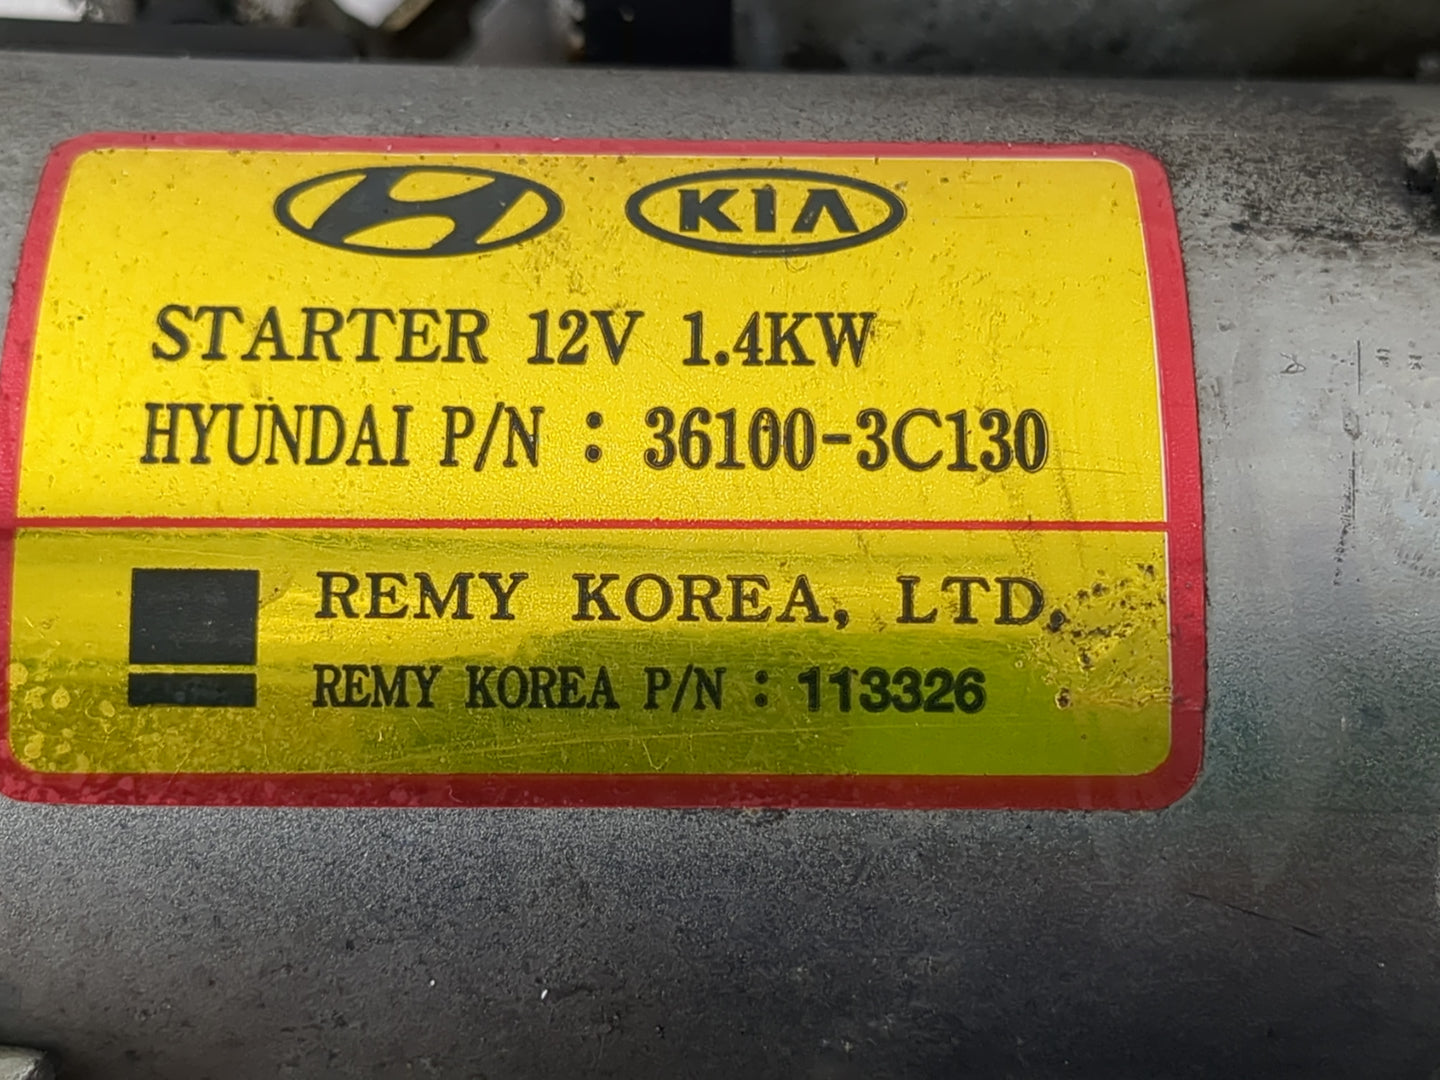 KIA
STARTER 12V 1.4KW
HYUNDAI P/N : 36100-3C130
REMY KOREA, LTD.
REMY KOREA P/N : 113326